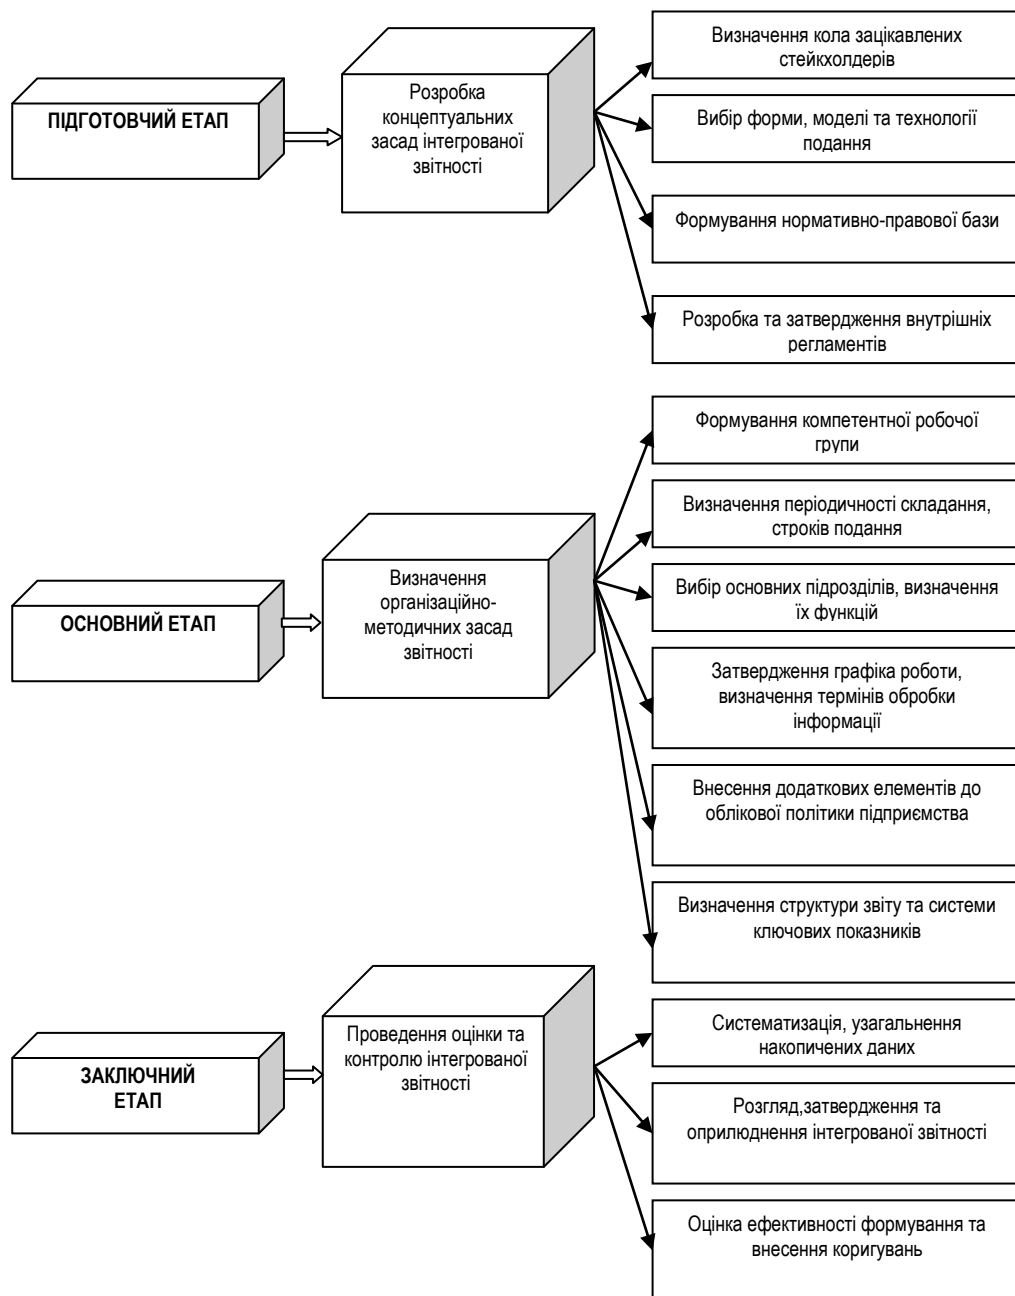 ПІДГОТОВЧИЙ ЕТАП
Розробка
концептуальних
засад інтегрованої
звітності
Визначення кола зацікавлених
стейкхолдерів
Вибір форми, моделі та технології
подання
Формування нормативно-правової бази
Розробка та затвердження внутрішніх
регламентів
ОСНОВНИЙ ЕТАП
Визначення
організаційно-
методичних засад
звітності
Формування компетентної робочої
групи
Визначення періодичності складання,
строків подання
Вибір основних підрозділів, визначення
їх функцій
Затвердження графіка роботи,
визначення термінів обробки
інформації
Внесення додаткових елементів до
облікової політики підприємства
Визначення структури звіту та системи
ключових показників
ЗАКЛЮЧНИЙ
ЕТАП
Проведення оцінки та
контролю інтегрованої
звітності
Систематизація, узагальнення
накопичених даних
Розгляд,затвердження та
оприлюднення інтегрованої звітності
Оцінка ефективності формування та
внесення коригувань